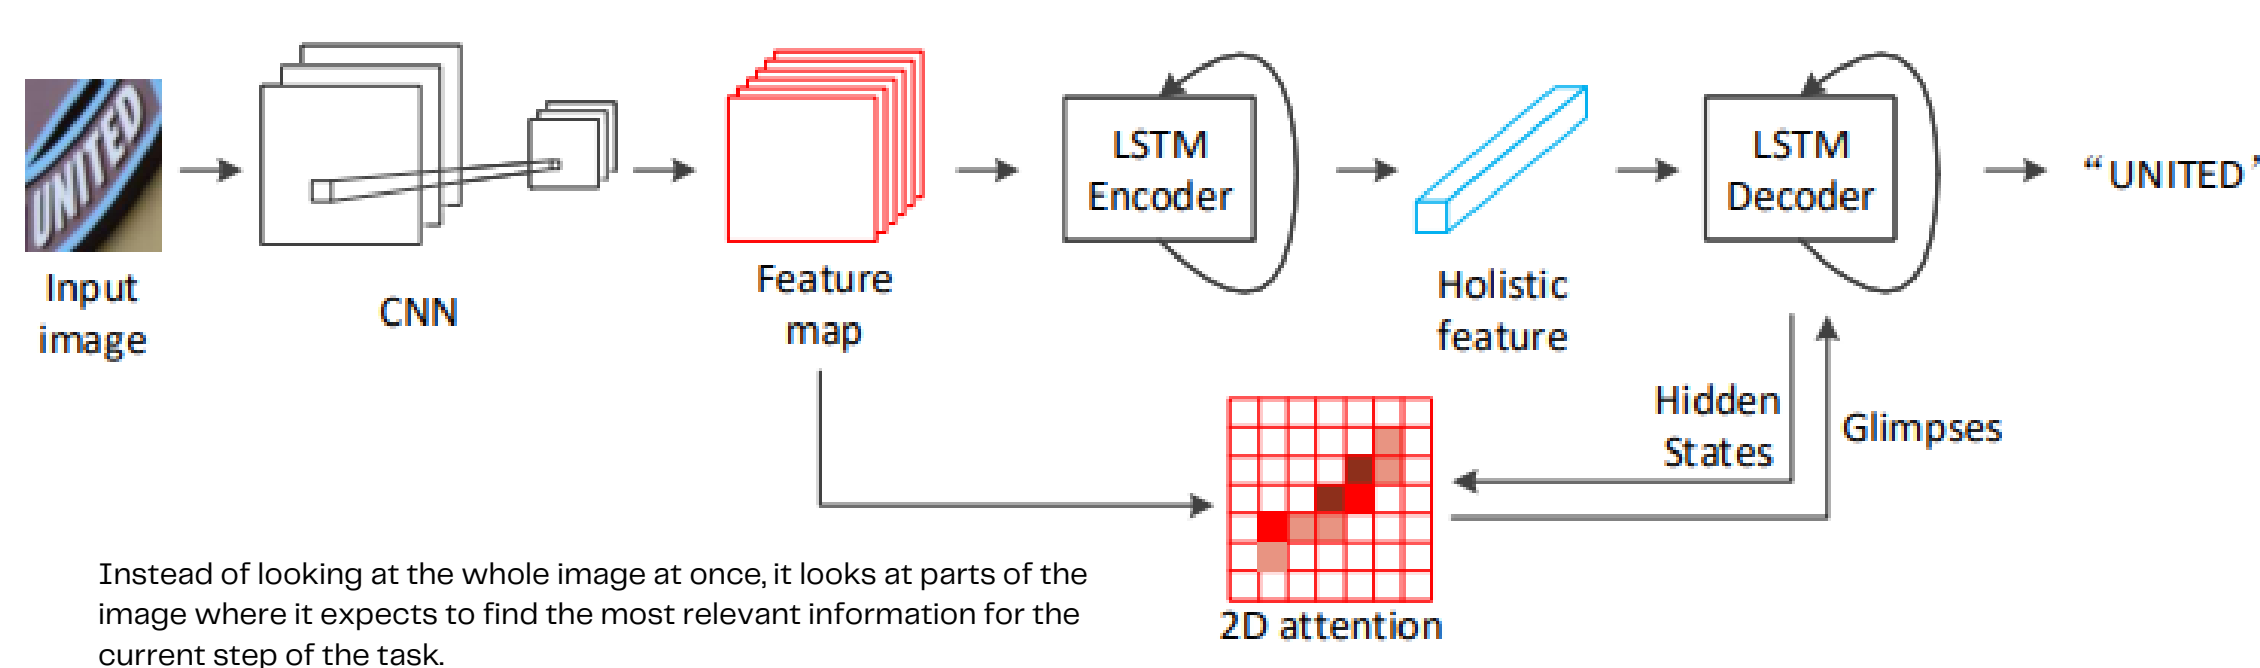 UNITED
Input
image
CNN
Feature
map
LSTM
Encoder
Holistic
feature
LSTM
Decoder
“UNITED’
Hidden
States
Glimpses
2D attention
Instead of looking at the whole image at once, it looks at parts of the
image where it expects to find the most relevant information for the
current step of the task.